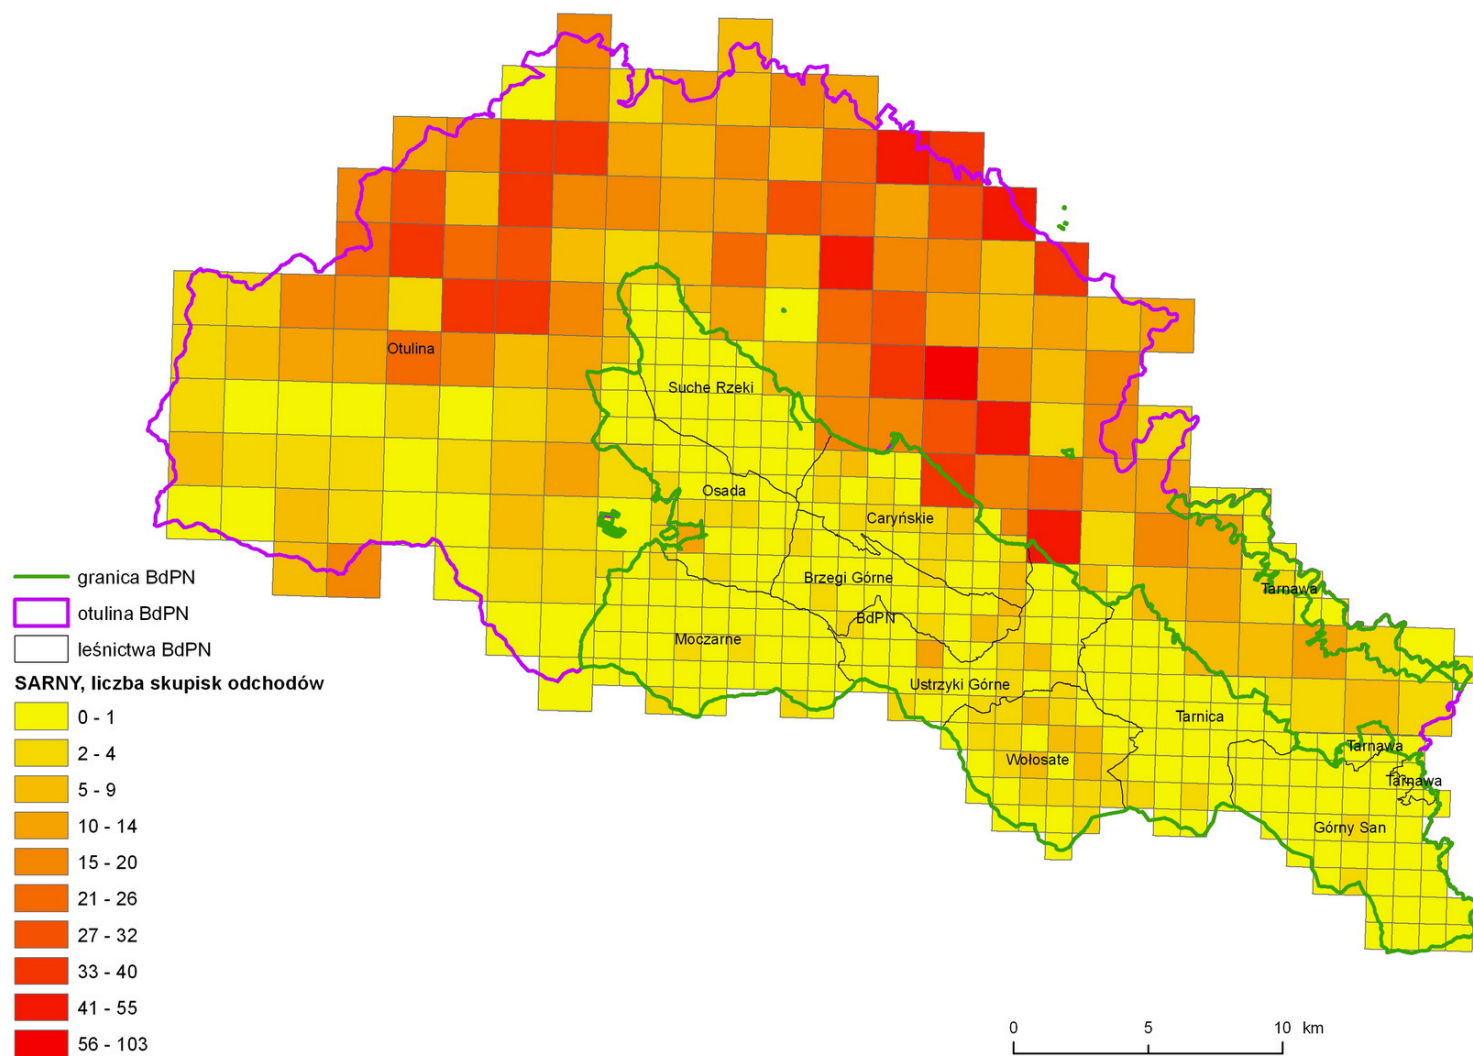 Otulina
Suche Rzeki
Osada
Caryńskie
Brzegi Górne
Tarnawa
BdPN
Moczarne
Ustrzyki Górne
Tarnica
Wołosate
Tarnawa
Tarnawa
Górny San
granica BdPN
otulina BdPN
leśnictwa BdPN
SARNY, liczba skupisk odchodów
0 - 1
2 - 4
5 - 9
10 - 14
15 - 20
21 - 26
27 - 32
33 - 40
41 - 55
56 - 103
0 5 10 km